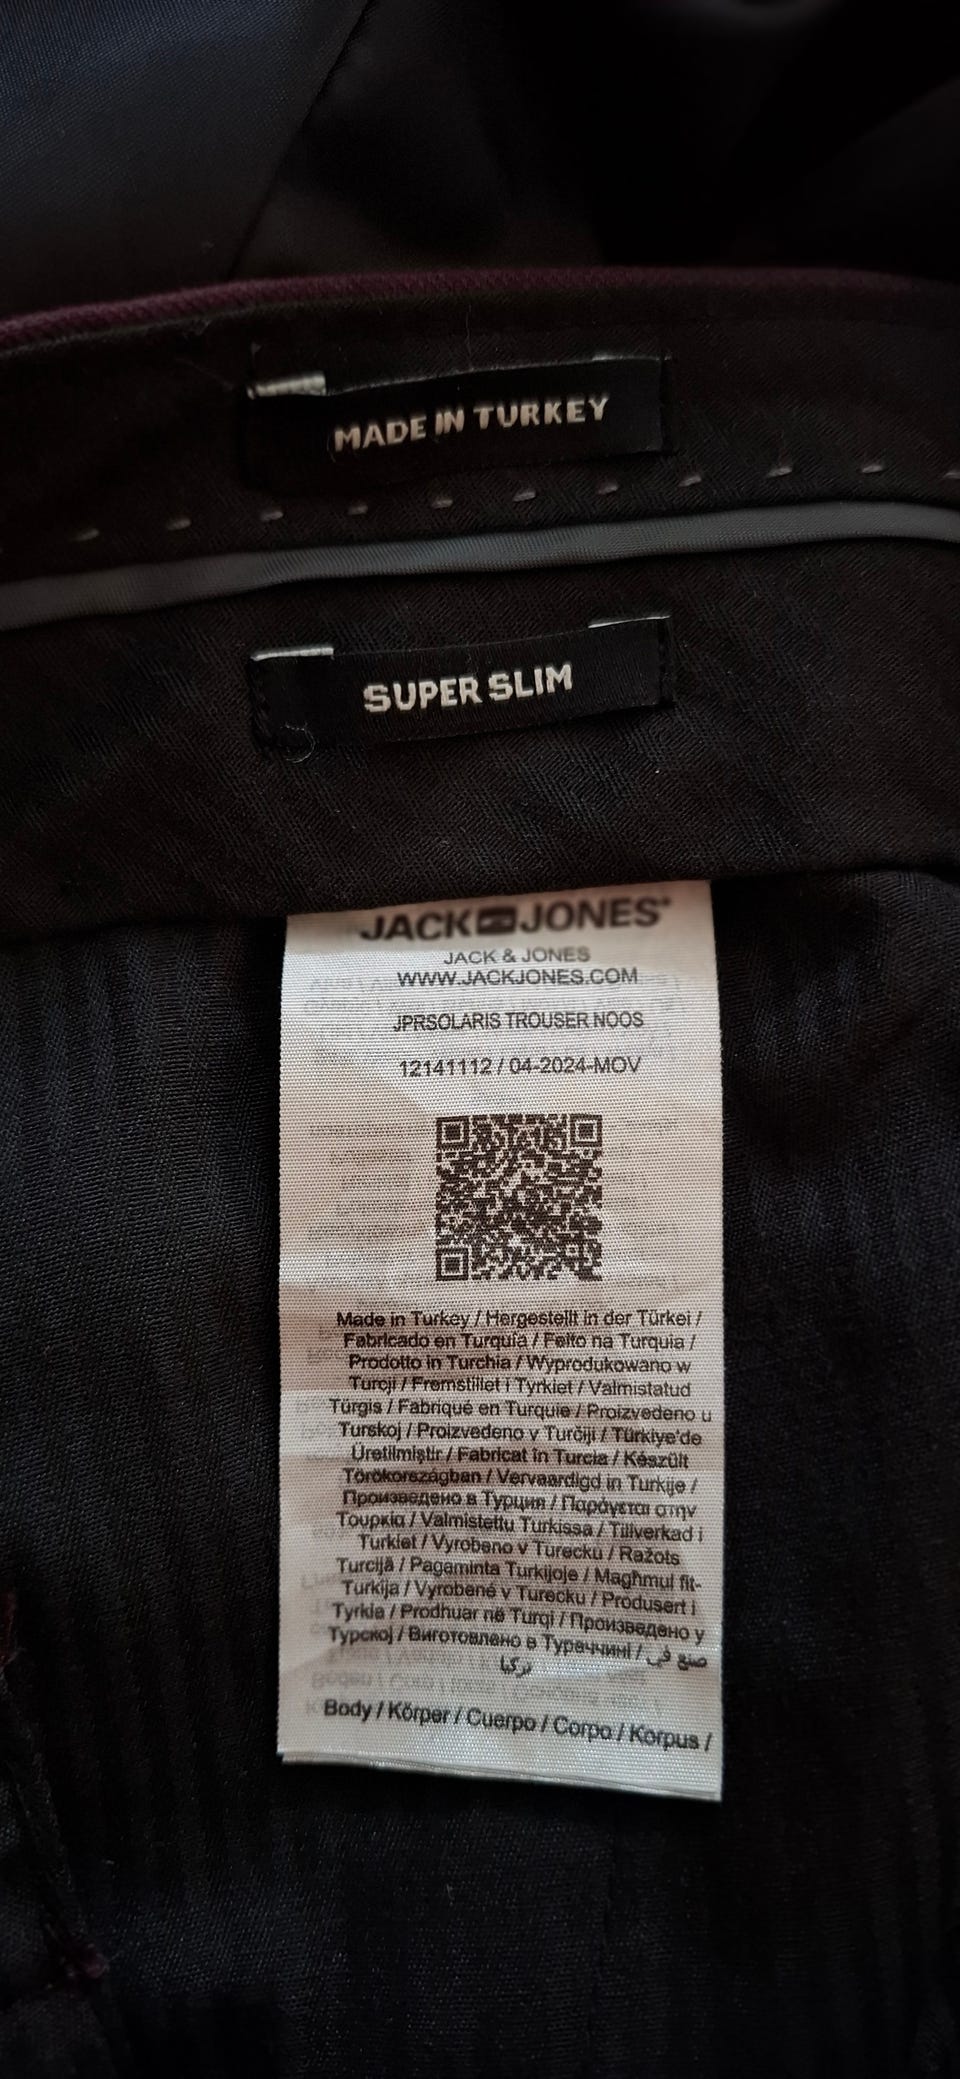 MADE IN TURKEY
SUPER SLIM
JACK JONES®
JACK & JONES
WWW.JACKJONES.COM
JPRSOLARIS TROUSER NOOS
12141112 / 04-2024-MOV
Made in Turkey / Hergestellt in der Türkei /
Fabricado en Turquía / Feito na Turquia /
Prodotto in Turchia / Wyprodukowano w
Turcji / Fremstillet i Tyrkiet / Valmistatud
Türgis / Fabriqué en Turquie / Proizvedeno u
Turskoj / Proizvedeno v Turčiji / Türkiye'de
Üretilmiştir / Fabricat în Turcia / Készült
Törökországban / Vervaardigd in Turkije /
Произведено в Турция / Παράγεται στην
Τουρκία / Valmistettu Turkissa / Tillverkad i
Turkiet / Vyrobeno v Turecku / Ražots
Turcijā / Pagaminta Turkijoje / Magħmul fit-
Turkija / Vyrobené v Turecku / Produsert i
Tyrkia / Prodhuar në Turqi / Произведено у
Турској / Виготовлено в Туреччині / صنع في
تركيا
Body / Körper / Cuerpo / Corpo / Korpus /